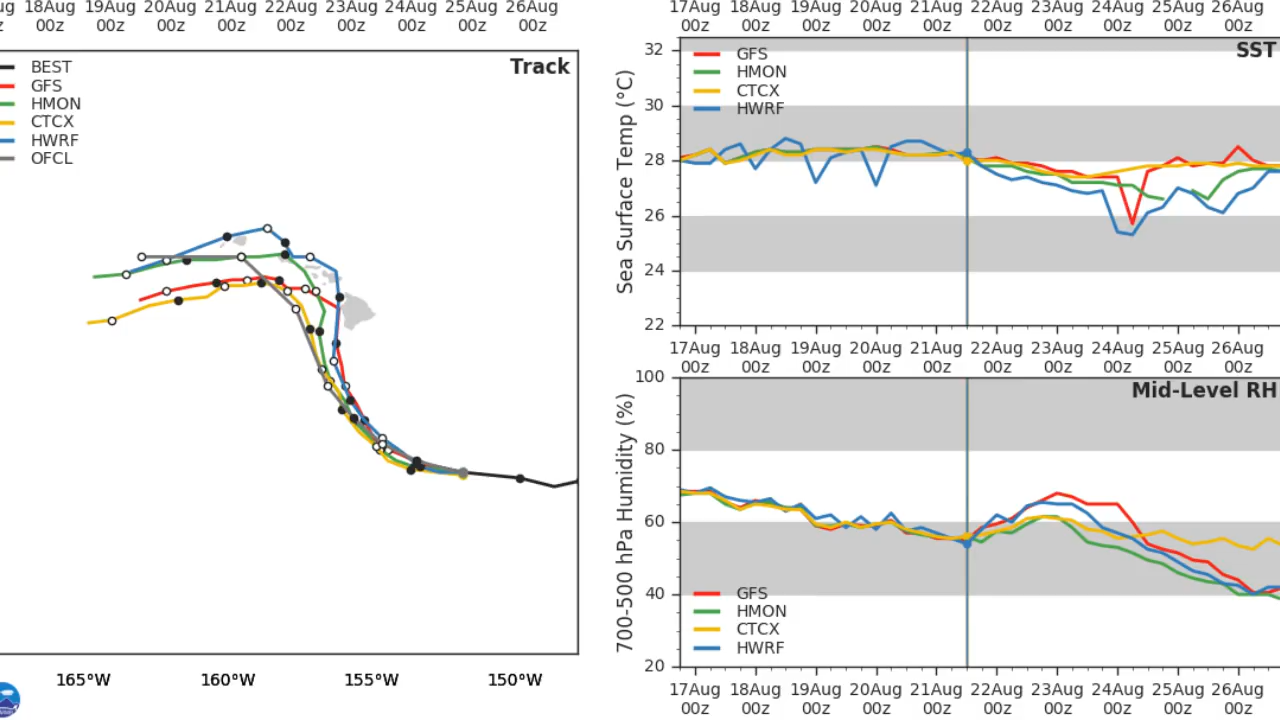 ug 18Aug 19Aug 20Aug 21Aug 22Aug 23Aug 24Aug 25Aug 26Aug
z 00z 00z 00z 00z 00z 00z 00z 00z 00z
Track
BEST
GFS
HMON
CTCX
HWRF
OFCL
165°W 160°W 155°W 150°W
17Aug 18Aug 19Aug 20Aug 21Aug 22Aug 23Aug 24Aug 25Aug 26Aug
00z 00z 00z 00z 00z 00z 00z 00z 00z 00z
SST
GFS
HMON
CTCX
HWRF
Sea Surface Temp (°C)
32
30
28
26
24
22
17Aug 18Aug 19Aug 20Aug 21Aug 22Aug 23Aug 24Aug 25Aug 26Aug
00z 00z 00z 00z 00z 00z 00z 00z 00z 00z
Mid-Level RH
700-500 hPa Humidity (%)
100
80
60
40
20
GFS
HMON
CTCX
HWRF
17Aug 18Aug 19Aug 20Aug 21Aug 22Aug 23Aug 24Aug 25Aug 26Aug
00z 00z 00z 00z 00z 00z 00z 00z 00z 00z